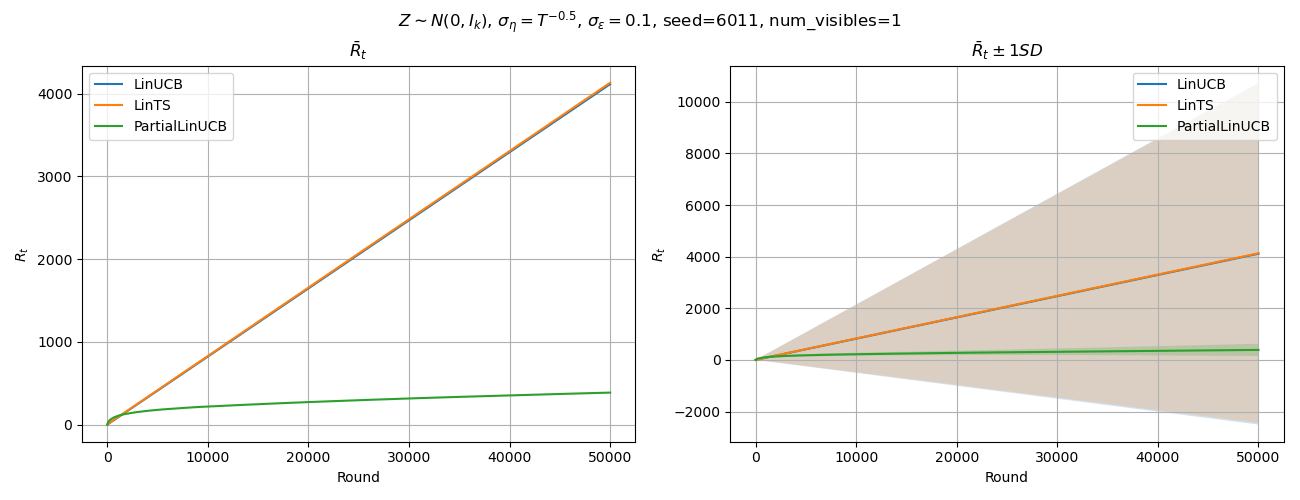 Z ∼ N(0, I_k), σ_η = T^{−0.5}, σ_ε = 0.1, seed=6011, num_visibles=1
R̄_t
LinUCB
LinTS
PartialLinUCB
R_t
4000
3000
2000
1000
0
0 10000 20000 30000 40000 50000
Round
R̄_t ± 1SD
LinUCB
LinTS
PartialLinUCB
R_t
10000
8000
6000
4000
2000
0
−2000
0 10000 20000 30000 40000 50000
Round